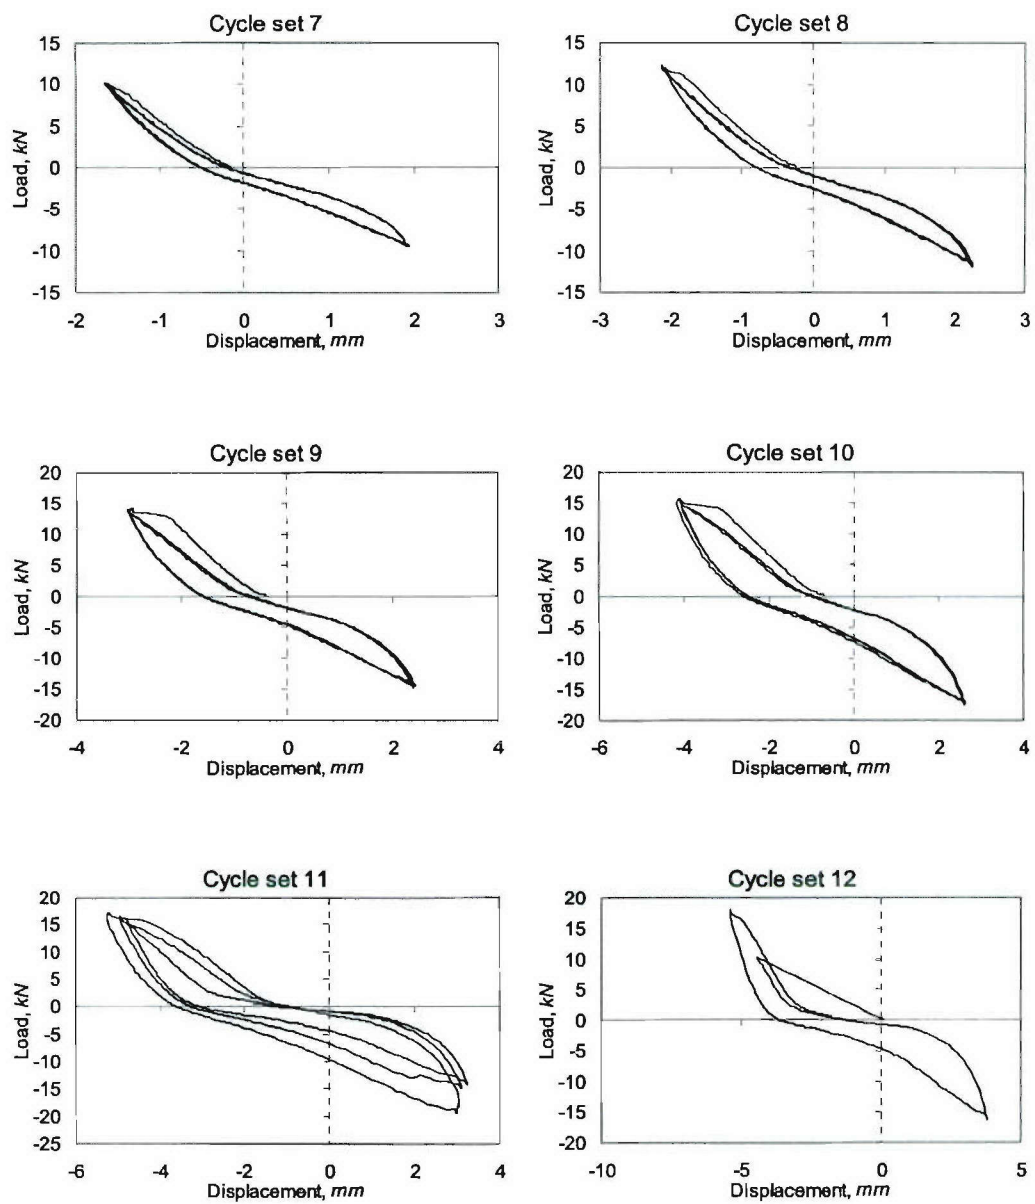 Cycle set 7
15
10
5
0
-5
-10
-15
Load, kN
-2 -1 0 1 2 3
Displacement, mm
Cycle set 8
15
10
5
0
-5
-10
-15
Load, kN
-3 -2 -1 0 1 2 3
Displacement, mm
Cycle set 9
20
15
10
5
0
-5
-10
-15
-20
Load, kN
-4 -2 0 2 4
Displacement, mm
Cycle set 10
20
15
10
5
0
-5
-10
-15
-20
Load, kN
-6 -4 -2 0 2 4 6
Displacement, mm
Cycle set 11
20
15
10
5
0
-5
-10
-15
-20
-25
Load, kN
-6 -4 -2 0 2 4
Displacement, mm
Cycle set 12
20
15
10
5
0
-5
-10
-15
-20
Load, kN
-10 -5 0 5
Displacement, mm